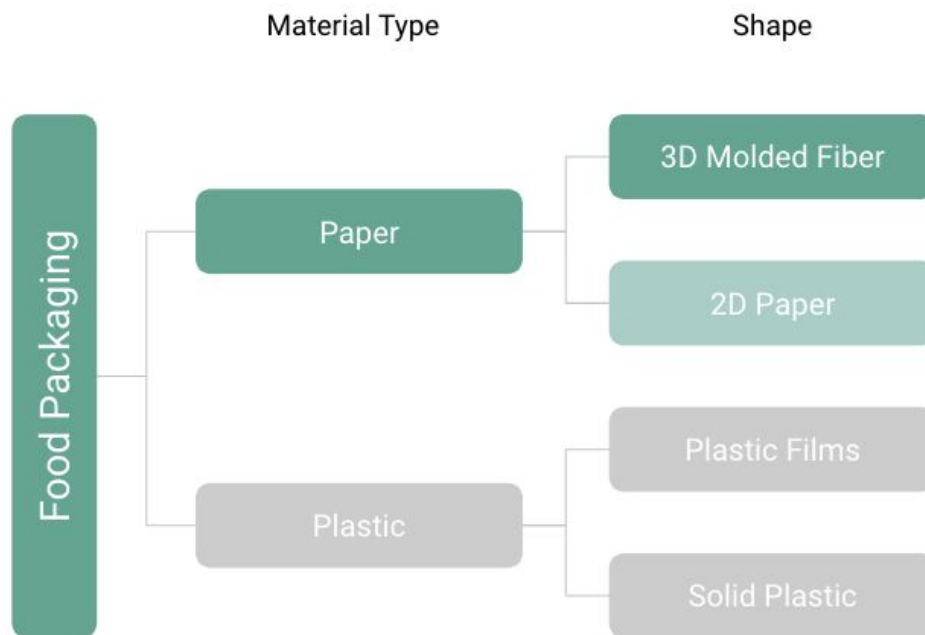 Material Type
Shape
Food Packaging
Paper
3D Molded Fiber
2D Paper
Plastic
Plastic Films
Solid Plastic